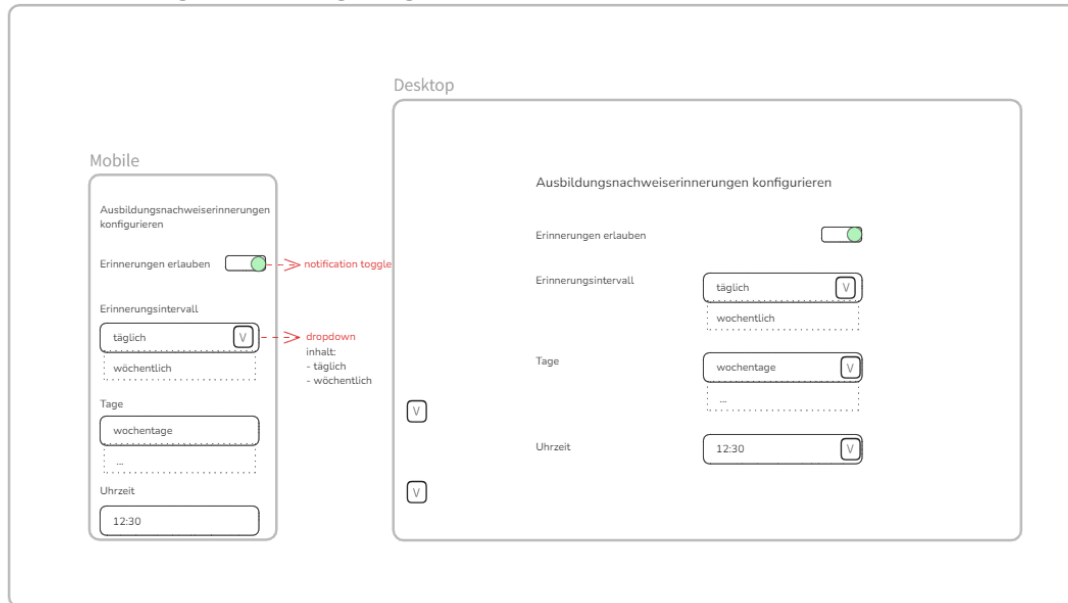 Desktop
Mobile
Ausbildungsnachweiserinnerungen
konfigurieren
Erinnerungen erlauben
notification toggle
Erinnerungsintervall
täglich
V
dropdown
inhalt:
- täglich
- wöchentlich
wöchentlich
Tage
wochentage
...
Uhrzeit
12:30
V
V
Ausbildungsnachweiserinnerungen konfigurieren
Erinnerungen erlauben
Erinnerungsintervall
täglich
V
wochentlich
Tage
wochentage
V
...
Uhrzeit
12:30
V